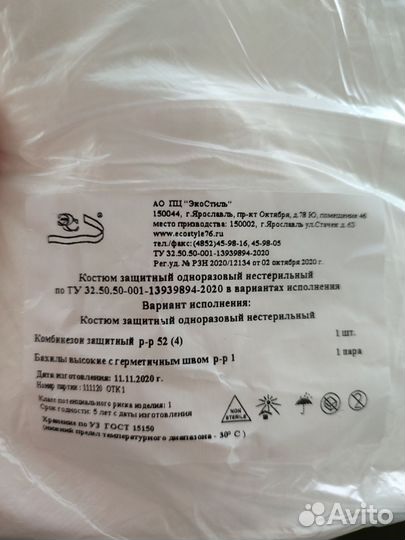 АО ПЦ "ЭкоСтиль"
150044, г.Ярославль, пр-кт Октября, д.78 Ю, помещение 46
место производства: 150002, г.Ярославль ул.Стачек д.63
www.ecostyle76.ru
тел./факс:(4852)45-98-16, 45-98-05
ТУ 32.50.50-001-13939894-2020
Рег.уд. № РЗН 2020/12134 от 02 октября 2020 г.
Костюм защитный одноразовый нестерильный
по ТУ 32.50.50-001-13939894-2020 в вариантах исполнения
Вариант исполнения:
Костюм защитный одноразовый нестерильный
Комбинезон защитный р-р 52 (4) 1 шт.
Бахилы высокие с герметичным швом р-р 1 1 пара
Дата изготовления: 11.11.2020 г.
Номер партии: 111120 ОТК1
Класс потенциального риска изделия: 1
Срок годности: 5 лет с даты изготовления
Хранение по УЗ ГОСТ 15150
(нижний предел температурного диапазона - 30° С)
NON STERILE
Avito